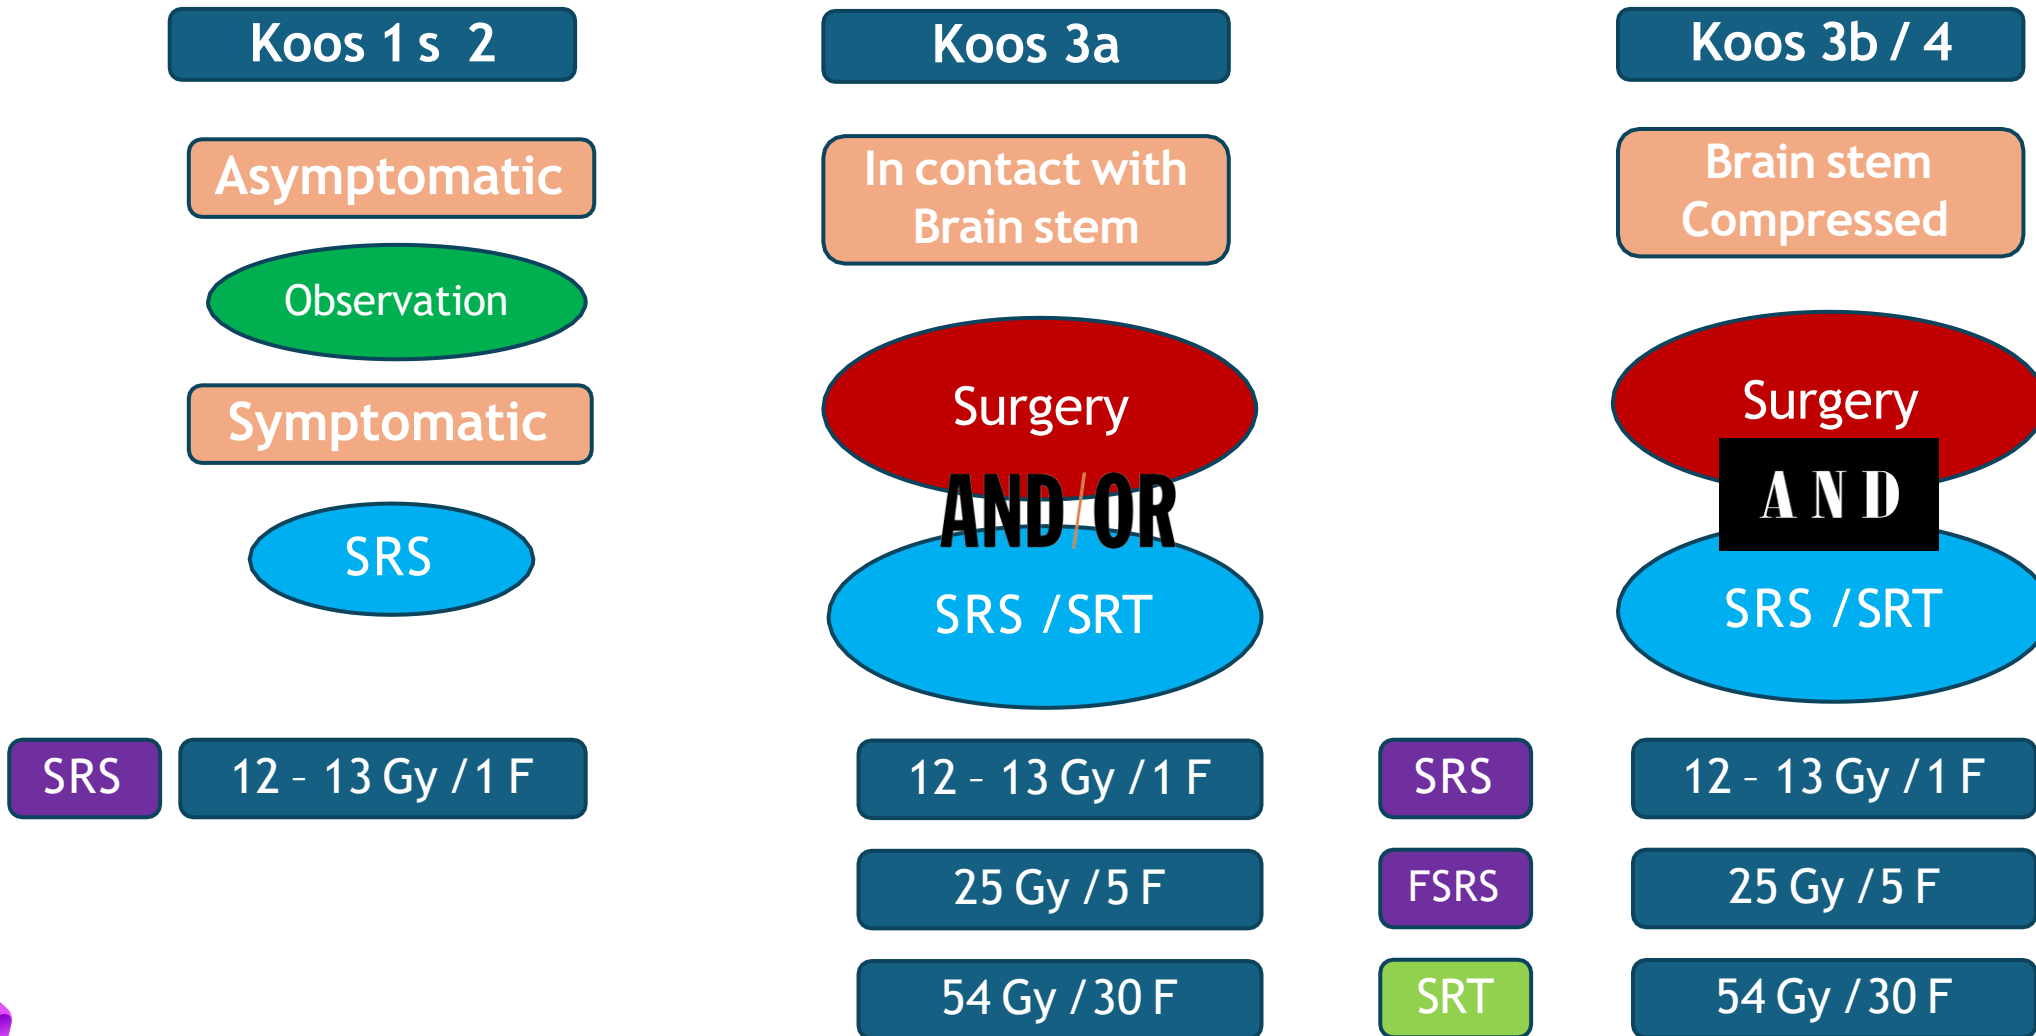 Koos 1 s 2
Asymptomatic
Observation
Symptomatic
SRS
SRS
12 – 13 Gy / 1 F
Koos 3a
In contact with
Brain stem
Surgery
AND/OR
SRS / SRT
12 – 13 Gy / 1 F
25 Gy / 5 F
54 Gy / 30 F
SRS
FSRS
SRT
Koos 3b / 4
Brain stem
Compressed
Surgery
AND
SRS / SRT
12 – 13 Gy / 1 F
25 Gy / 5 F
54 Gy / 30 F